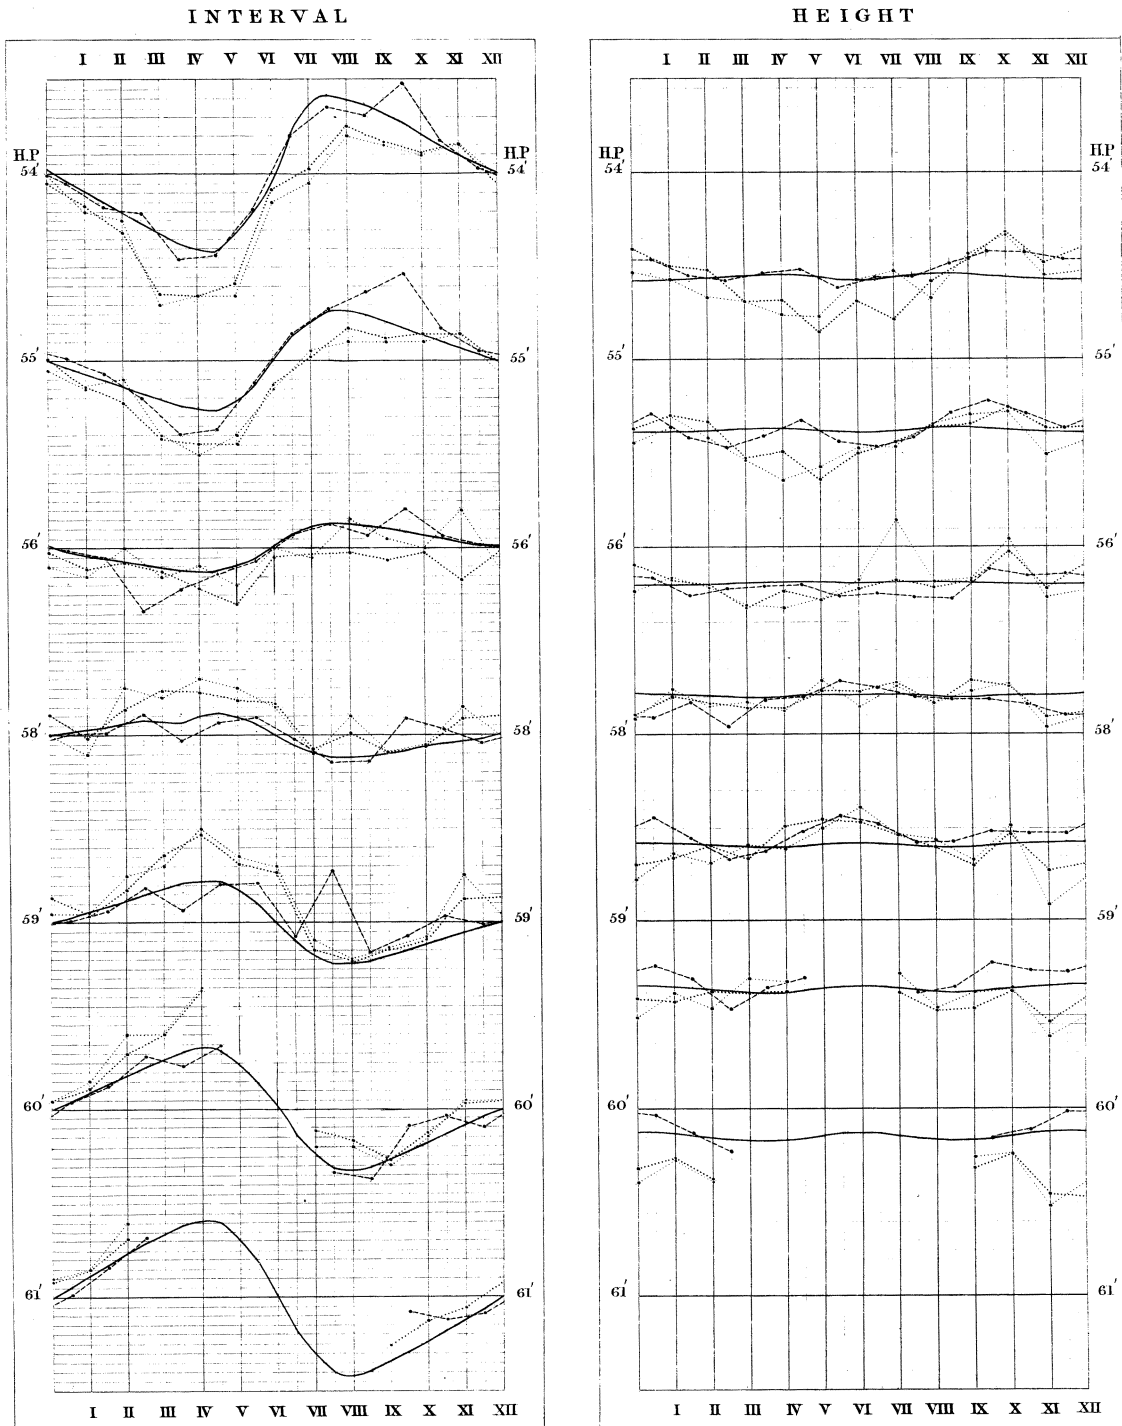 INTERVAL
HEIGHT
I II III IV V VI VII VIII IX X XI XII
I II III IV V VI VII VIII IX X XI XII
H.P 54′
H.P 54′
H.P 54′
H.P 54′
55′ 55′ 55′ 55′
56′ 56′ 56′ 56′
58′ 58′ 58′ 58′
59′ 59′ 59′ 59′
60′ 60′ 60′ 60′
61′ 61′ 61′ 61′
I II III IV V VI VII VIII IX X XI XII
I II III IV V VI VII VIII IX X XI XII